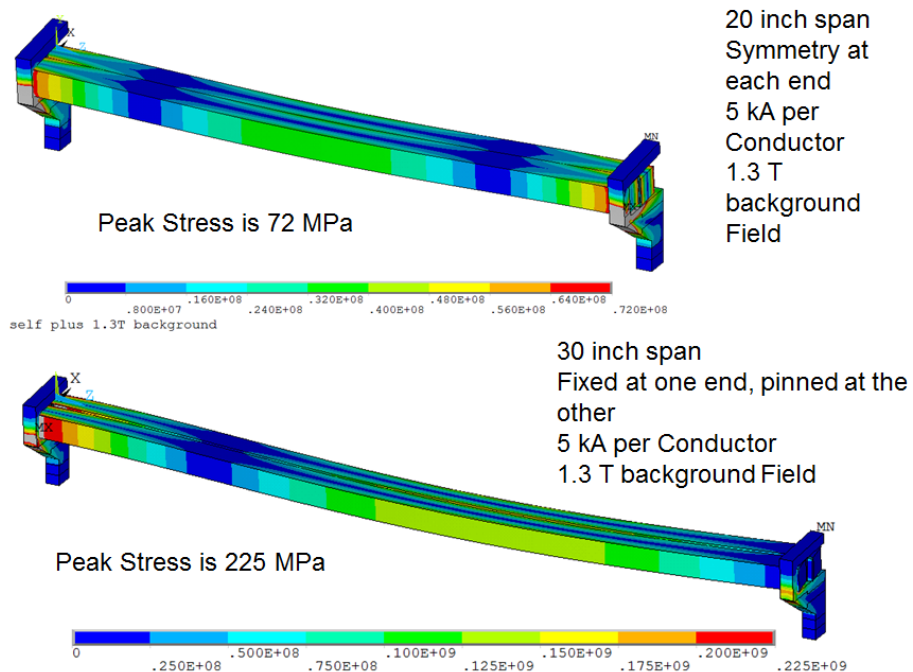 20 inch span
Symmetry at
each end
5 kA per
Conductor
1.3 T
background
Field
X
Z
MN
Peak Stress is 72 MPa
0 .160E+08 .320E+08 .480E+08 .640E+08
.800E+07 .240E+08 .400E+08 .560E+08 .720E+08
self plus 1.3T background
30 inch span
Fixed at one end, pinned at the
other
5 kA per Conductor
1.3 T background Field
X
Z
MX
MN
Peak Stress is 225 MPa
0 .500E+08 .100E+09 .150E+09 .200E+09
.250E+08 .750E+08 .125E+09 .175E+09 .225E+09